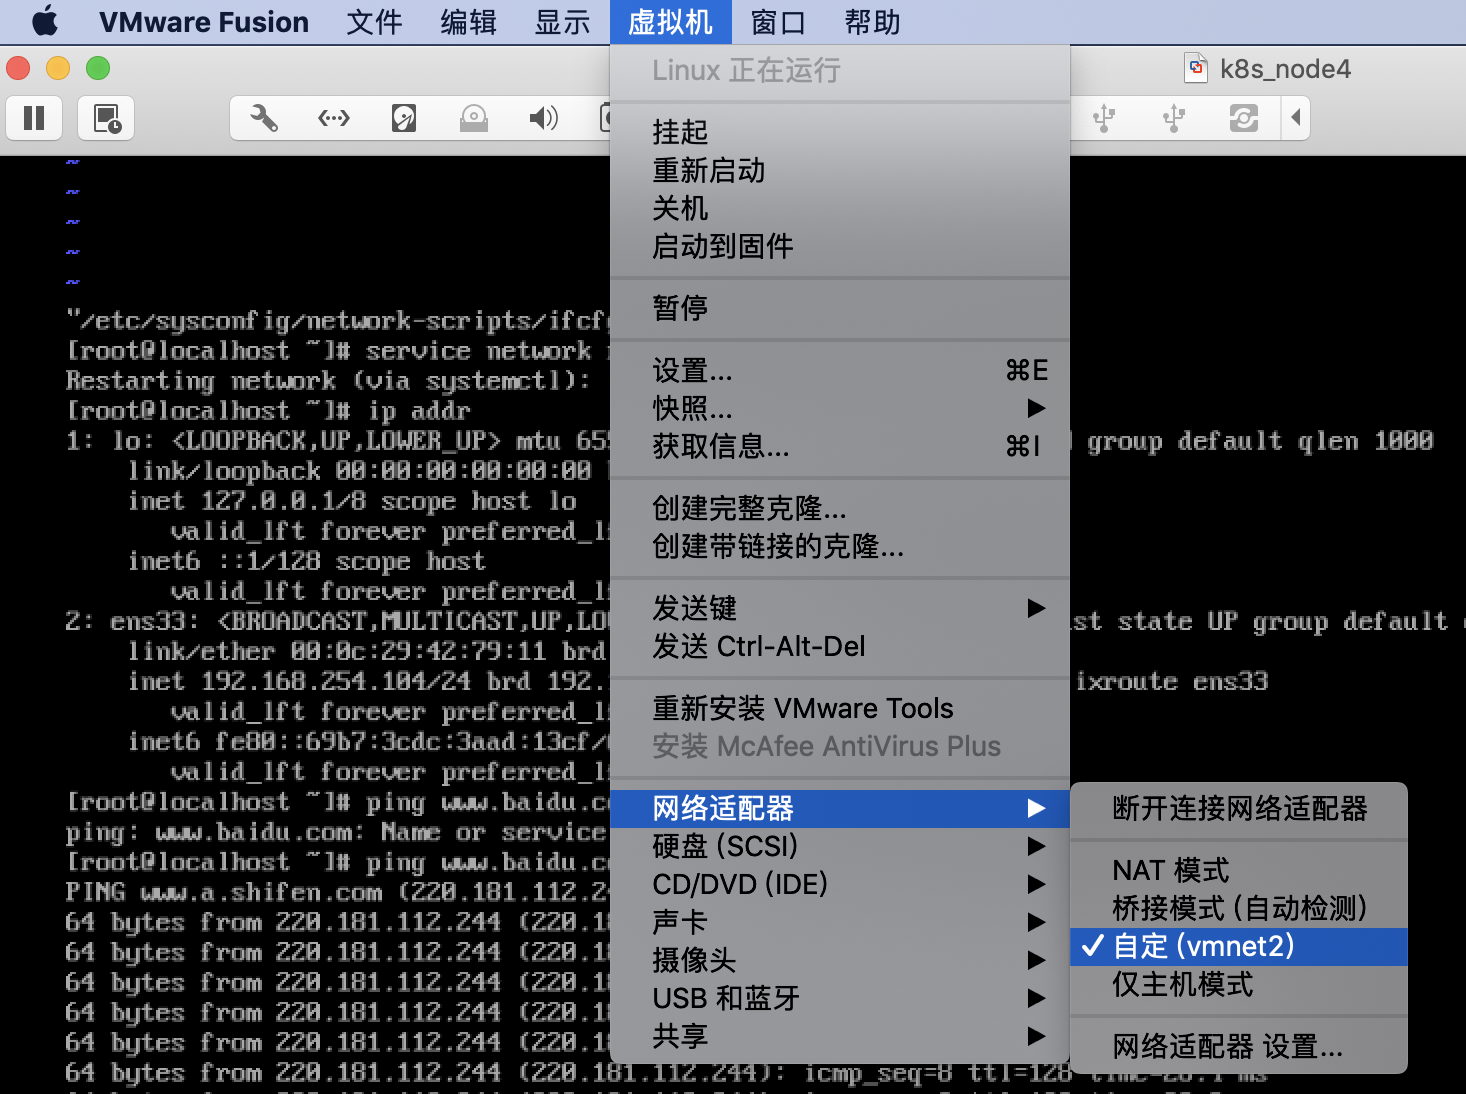 VMware Fusion 文件 编辑 显示 虚拟机 窗口 帮助
k8s_node4
Linux 正在运行
挂起
重新启动
关机
启动到固件
暂停
设置... ⌘E
快照...
获取信息... ⌘I
创建完整克隆...
创建带链接的克隆...
发送键
发送 Ctrl-Alt-Del
重新安装 VMware Tools
安装 McAfee AntiVirus Plus
网络适配器
硬盘 (SCSI)
CD/DVD (IDE)
声卡
摄像头
USB 和蓝牙
共享
断开连接网络适配器
NAT 模式
桥接模式 (自动检测)
✓ 自定 (vmnet2)
仅主机模式
网络适配器 设置...
~
~
~
~
~
"/etc/sysconfig/network-scripts/ifcfg
[root@localhost ~]# service network
Restarting network (via systemctl):
[root@localhost ~]# ip addr
1: lo: <LOOPBACK,UP,LOWER_UP> mtu 65 group default qlen 1000
link/loopback 00:00:00:00:00:00
inet 127.0.0.1/8 scope host lo
valid_lft forever preferred_l
inet6 ::1/128 scope host
valid_lft forever preferred_l
2: ens33: <BROADCAST,MULTICAST,UP,LO st state UP group default
link/ether 00:0c:29:42:79:11 brd
inet 192.168.254.104/24 brd 192. ixroute ens33
valid_lft forever preferred_l
inet6 fe80::69b7:3cdc:3aad:13cf/
valid_lft forever preferred_l
[root@localhost ~]# ping www.baidu.c
ping: www.baidu.com: Name or service
[root@localhost ~]# ping www.baidu.c
PING www.a.shifen.com (220.181.112.2
64 bytes from 220.181.112.244 (220.18
64 bytes from 220.181.112.244 (220.18
64 bytes from 220.181.112.244 (220.18
64 bytes from 220.181.112.244 (220.18
64 bytes from 220.181.112.244 (220.18
64 bytes from 220.181.112.244 (220.181.112.244): icmp_seq=8 ttl=128